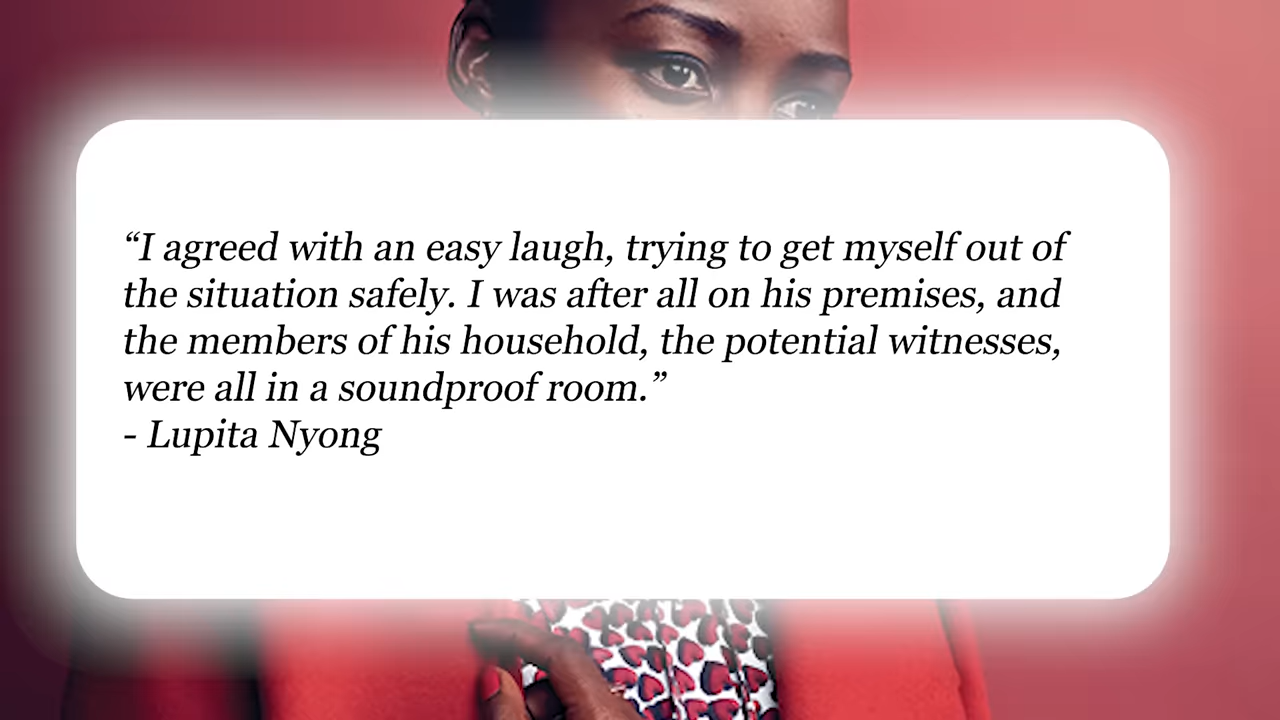 “I agreed with an easy laugh, trying to get myself out of
the situation safely. I was after all on his premises, and
the members of his household, the potential witnesses,
were all in a soundproof room.”
- Lupita Nyong